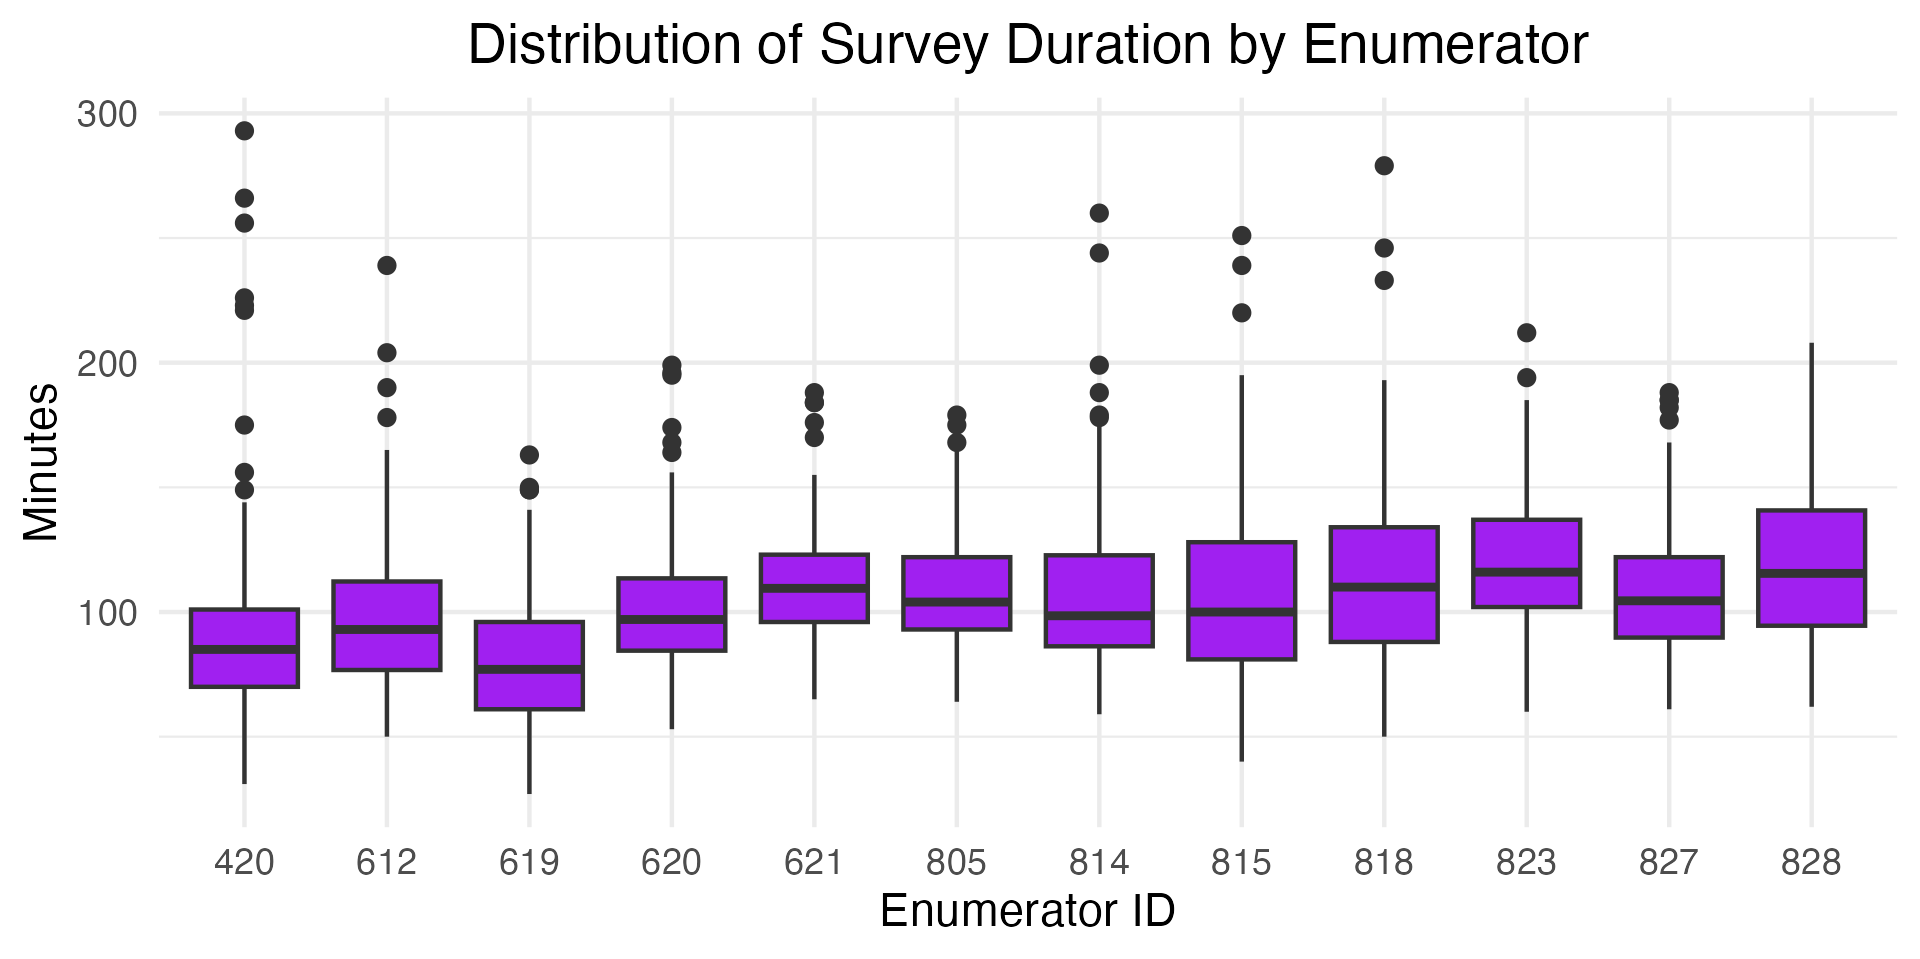 Distribution of Survey Duration by Enumerator
300
200
100
Minutes
420 612 619 620 621 805 814 815 818 823 827 828
Enumerator ID